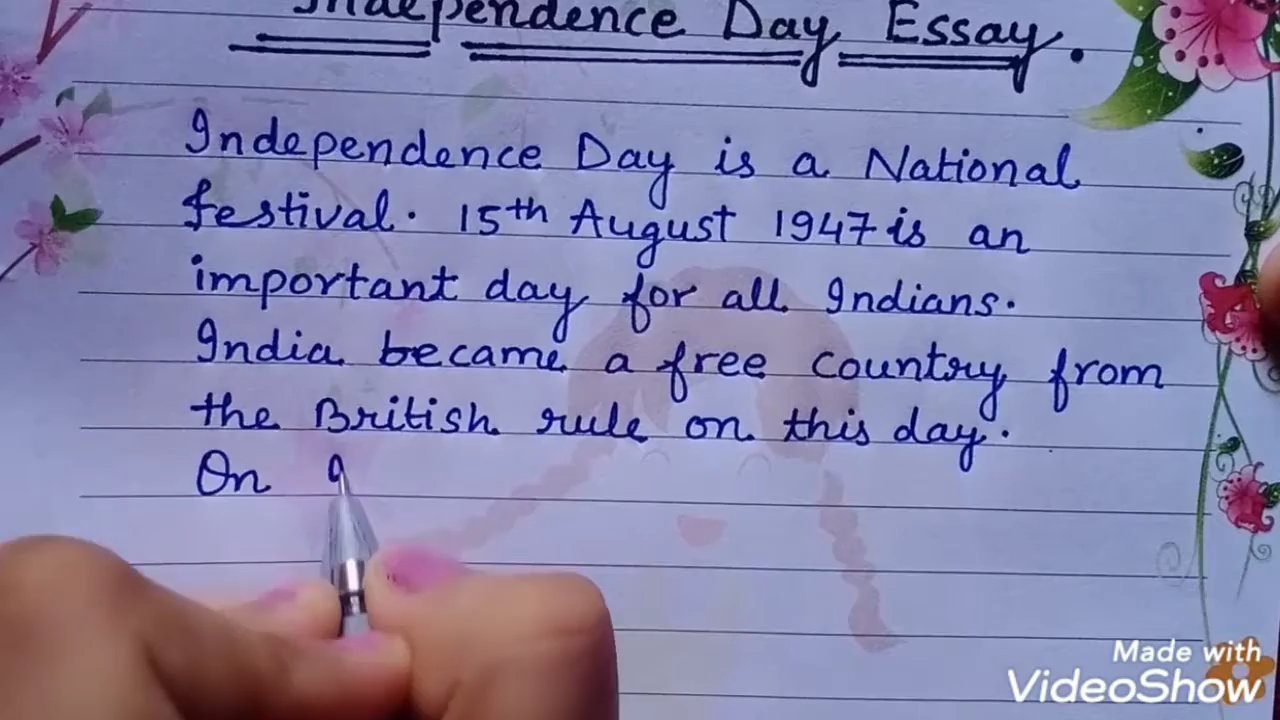 Independence Day Essay.
Independence Day is a National
festival. 15th August 1947 is an
important day for all Indians.
India became a free country from
the British rule on this day.
On
Made with
VideoShow